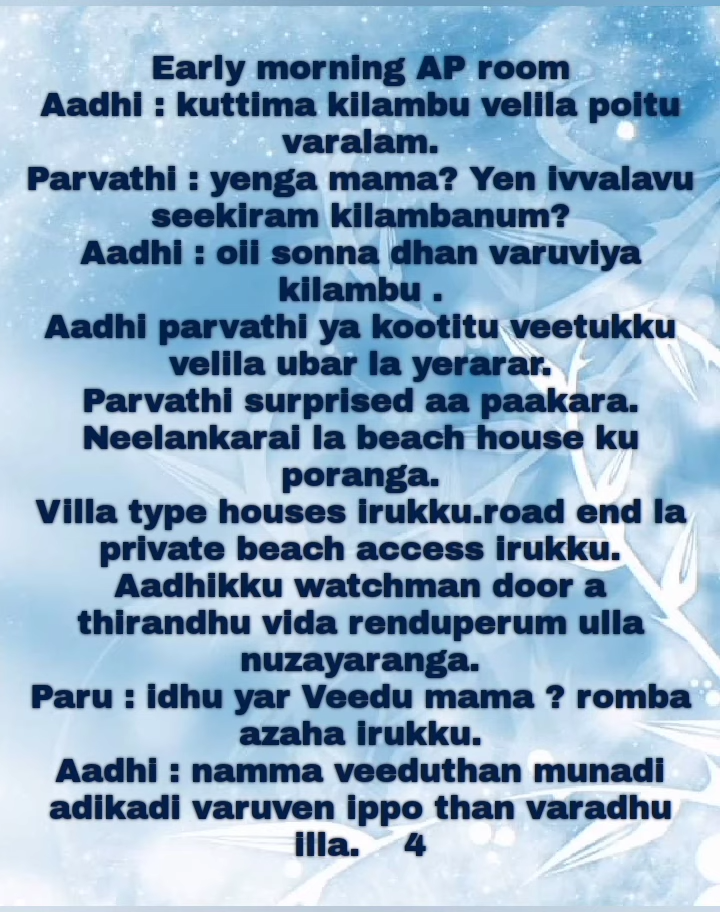 Early morning AP room
Aadhi : kuttima kilambu velila poitu
varalam.
Parvathi : yenga mama? Yen ivvalavu
seekiram kilambanum?
Aadhi : oii sonna dhan varuviya
kilambu .
Aadhi parvathi ya kootitu veetukku
velila ubar la yerarar.
Parvathi surprised aa paakara.
Neelankarai la beach house ku
poranga.
Villa type houses irukku.road end la
private beach access irukku.
Aadhikku watchman door a
thirandhu vida renduperum ulla
nuzayaranga.
Paru : idhu yar Veedu mama ? romba
azaha irukku.
Aadhi : namma veeduthan munadi
adikadi varuven ippo than varadhu
illa. 4